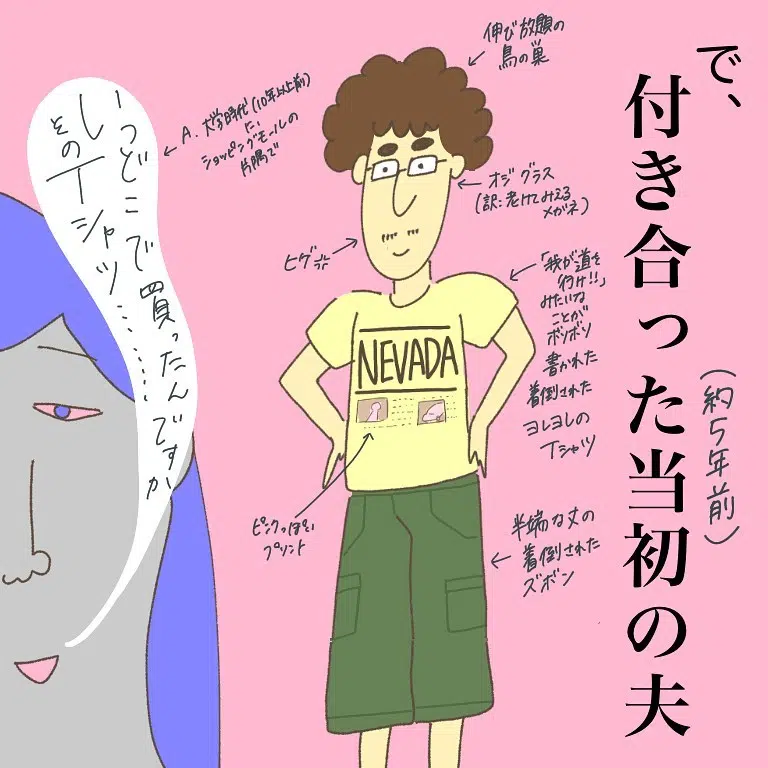 で、
付き合った当初の夫
(約5年前)
伸び放題の
鳥の巣
オジグラス
(訳:老けてみえる
メガネ)
「我が道を
行け!!」
みたいな
ことが
ボソボソ
書かれた
着倒された
ヨレヨレの
Tシャツ
半端な丈の
着倒された
ズボン
ヒゲ
NEVADA
ピンクっぽい
プリント
A. 大学時代(10年以上前)
に、
ショッピングモールの
片隅で
いつどこで買ったんですか
しTシャツ……
その